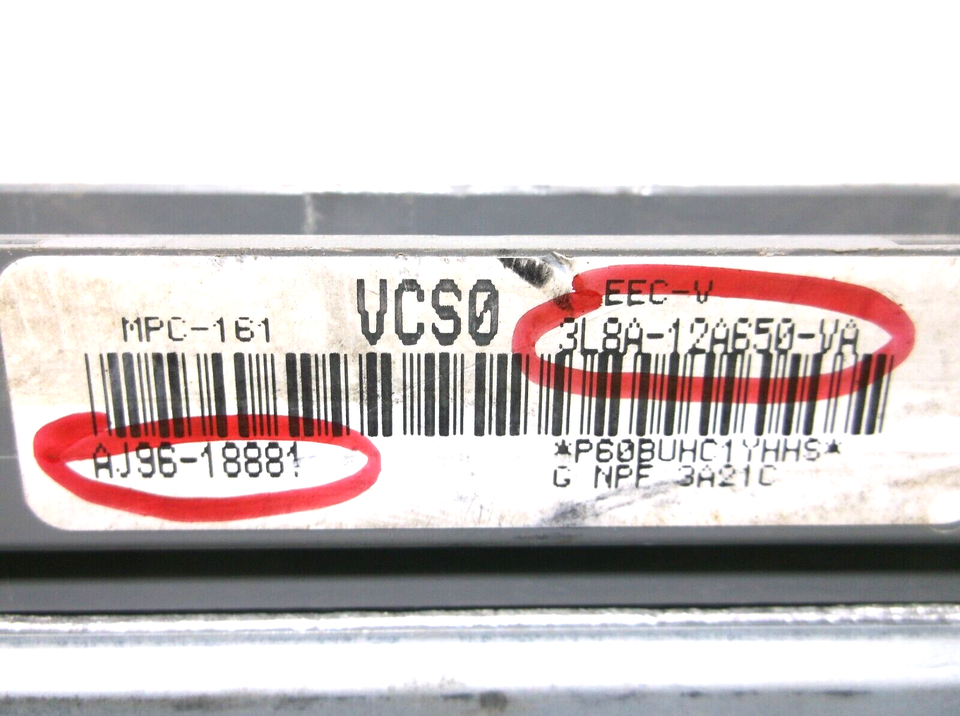 EEC-V
MPC-161 VCS0 3L8A-12A650-VA
AJ96-18881 *P60BUHC1YHHS*
G NPF 3A21C